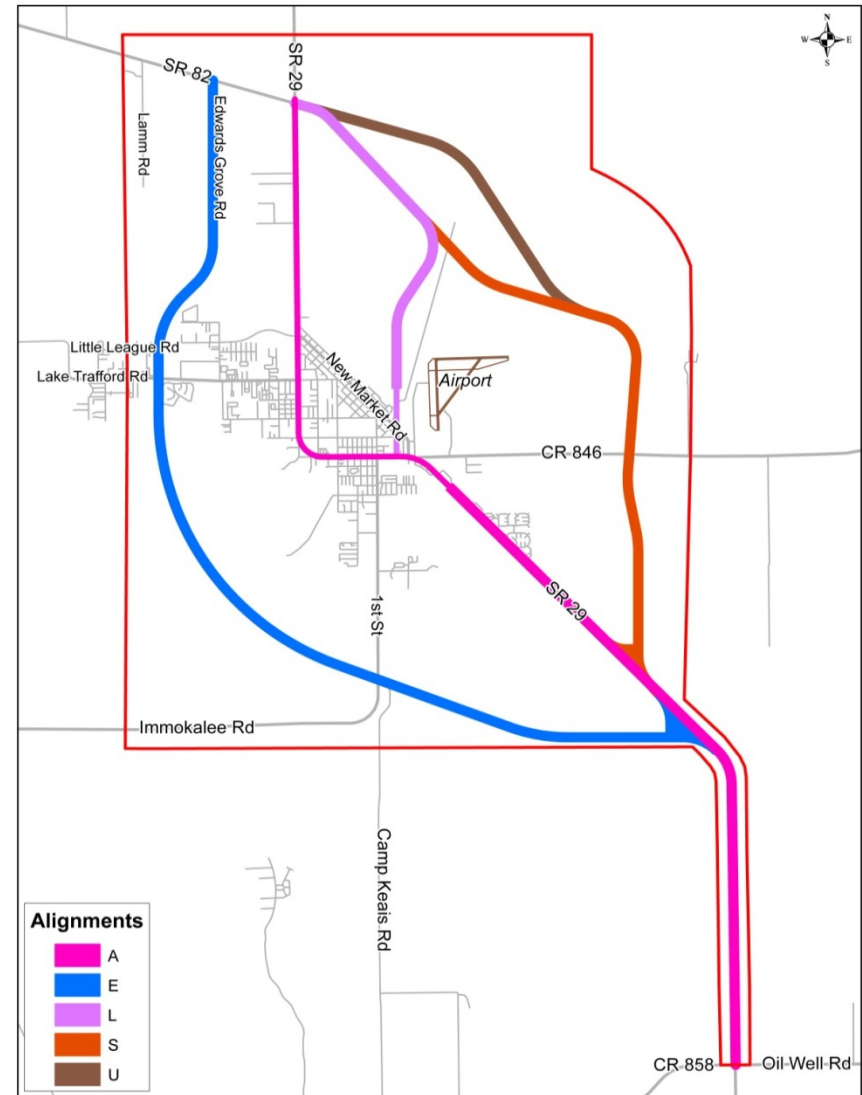 N
W E
S
SR 82
SR 29
Lamm Rd
Edwards Grove Rd
Little League Rd
Lake Trafford Rd
New Market Rd
Airport
CR 846
SR 29
1st St
Immokalee Rd
Camp Keais Rd
CR 858
Oil Well Rd
Alignments
A
E
L
S
U